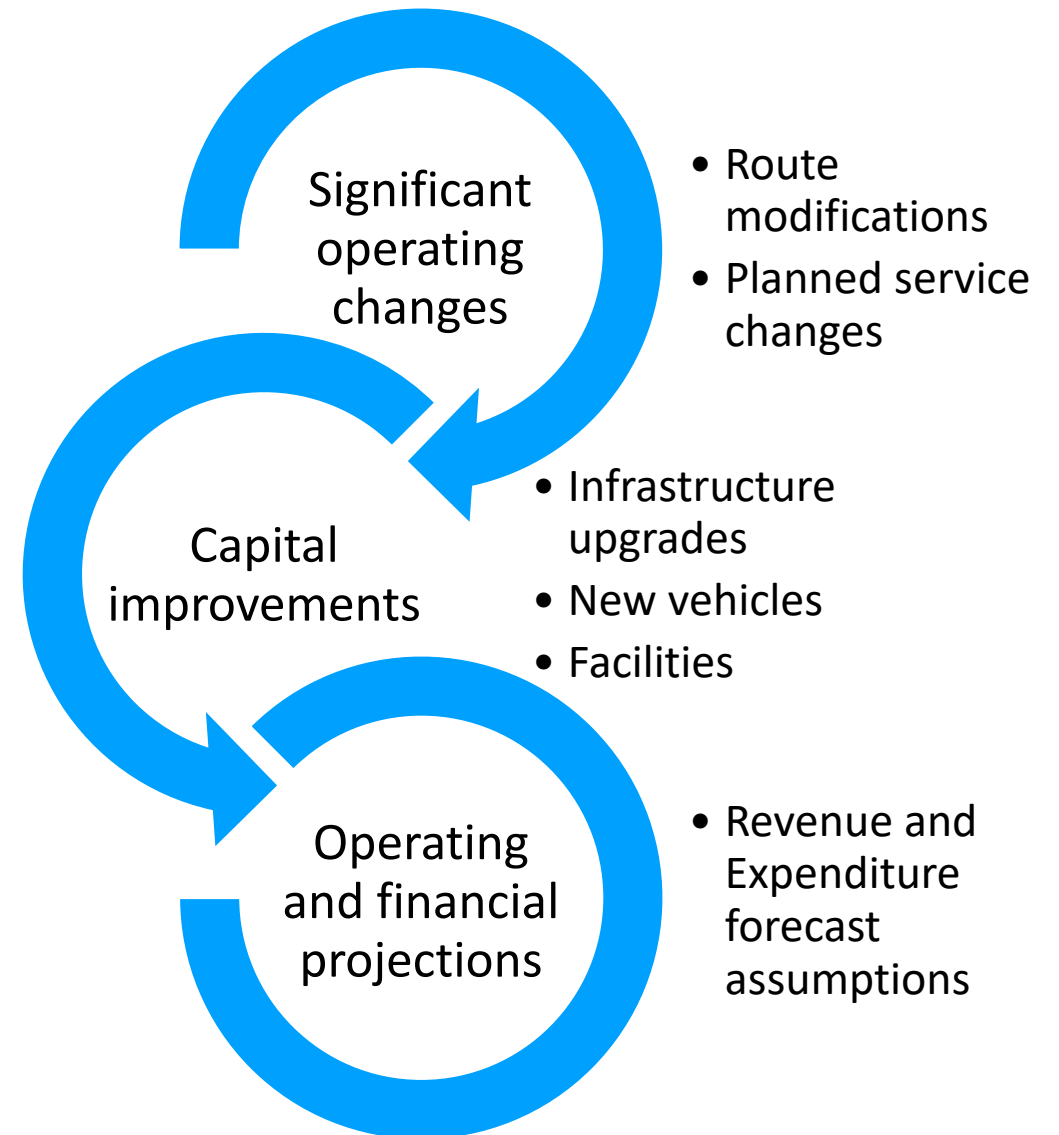 Significant
operating
changes
• Route
modifications
• Planned service
changes
Capital
improvements
• Infrastructure
upgrades
• New vehicles
• Facilities
Operating
and financial
projections
• Revenue and
Expenditure
forecast
assumptions